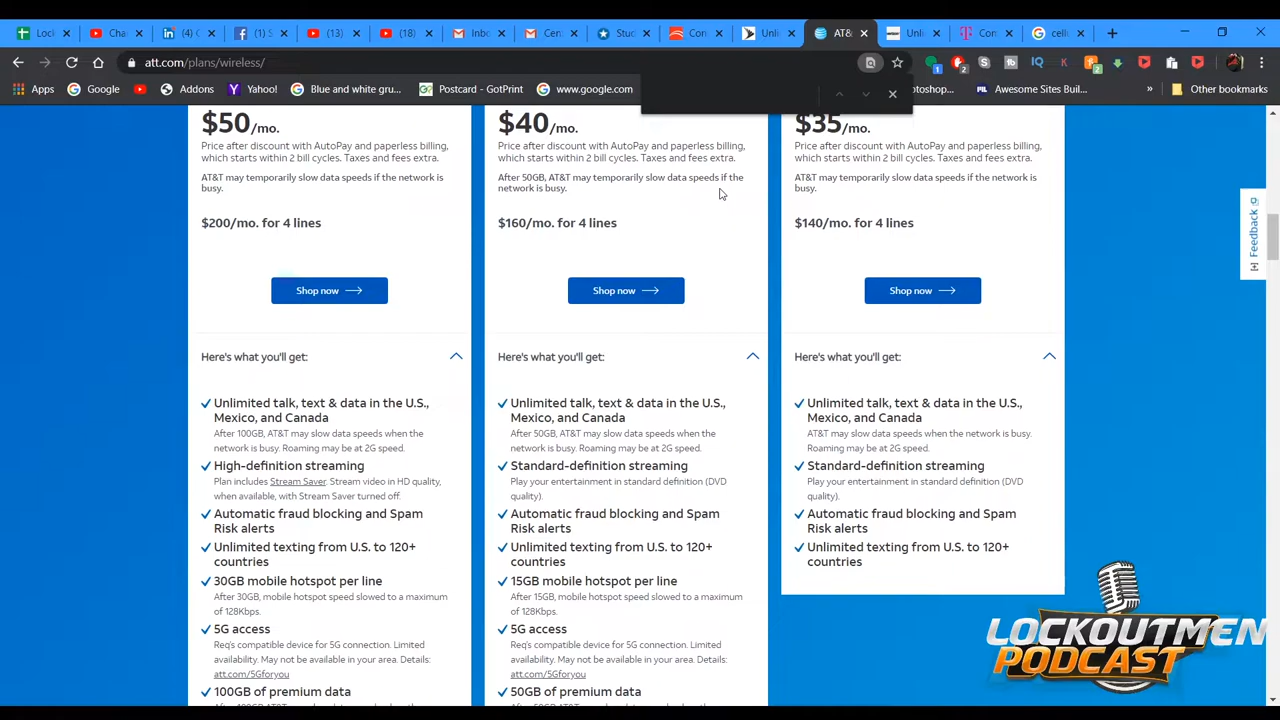 Loc
Cha
(4) (
(1) S
(13)
(18)
Inbo
Cen
Stud
Con
Unli
AT&
Unli
Con
cell
att.com/plans/wireless/
Apps
Google
Addons
Yahoo!
Blue and white gru...
Postcard - GotPrint
www.google.com
otoshop...
Awesome Sites Buil...
»
Other bookmarks
$50/mo.
Price after discount with AutoPay and paperless billing,
which starts within 2 bill cycles. Taxes and fees extra.
AT&T may temporarily slow data speeds if the network is
busy.
$200/mo. for 4 lines
Shop now
Here's what you'll get:
Unlimited talk, text & data in the U.S.,
Mexico, and Canada
After 100GB, AT&T may slow data speeds when the
network is busy. Roaming may be at 2G speed.
High-definition streaming
Plan includes Stream Saver. Stream video in HD quality,
when available, with Stream Saver turned off.
Automatic fraud blocking and Spam
Risk alerts
Unlimited texting from U.S. to 120+
countries
30GB mobile hotspot per line
After 30GB, mobile hotspot speed slowed to a maximum
of 128Kbps.
5G access
Req's compatible device for 5G connection. Limited
availability. May not be available in your area. Details:
att.com/5Gforyou
100GB of premium data
$40/mo.
Price after discount with AutoPay and paperless billing,
which starts within 2 bill cycles. Taxes and fees extra.
After 50GB, AT&T may temporarily slow data speeds if the
network is busy.
$160/mo. for 4 lines
Shop now
Here's what you'll get:
Unlimited talk, text & data in the U.S.,
Mexico, and Canada
After 50GB, AT&T may slow data speeds when the
network is busy. Roaming may be at 2G speed.
Standard-definition streaming
Play your entertainment in standard definition (DVD
quality).
Automatic fraud blocking and Spam
Risk alerts
Unlimited texting from U.S. to 120+
countries
15GB mobile hotspot per line
After 15GB, mobile hotspot speed slowed to a maximum
of 128Kbps.
5G access
Req's compatible device for 5G connection. Limited
availability. May not be available in your area. Details:
att.com/5Gforyou
50GB of premium data
$35/mo.
Price after discount with AutoPay and paperless billing,
which starts within 2 bill cycles. Taxes and fees extra.
AT&T may temporarily slow data speeds if the network is
busy.
$140/mo. for 4 lines
Shop now
Here's what you'll get:
Unlimited talk, text & data in the U.S.,
Mexico, and Canada
AT&T may slow data speeds when the network is busy.
Roaming may be at 2G speed.
Standard-definition streaming
Play your entertainment in standard definition (DVD
quality).
Automatic fraud blocking and Spam
Risk alerts
Unlimited texting from U.S. to 120+
countries
[+] Feedback
LOCKOUTMEN
PODCAST